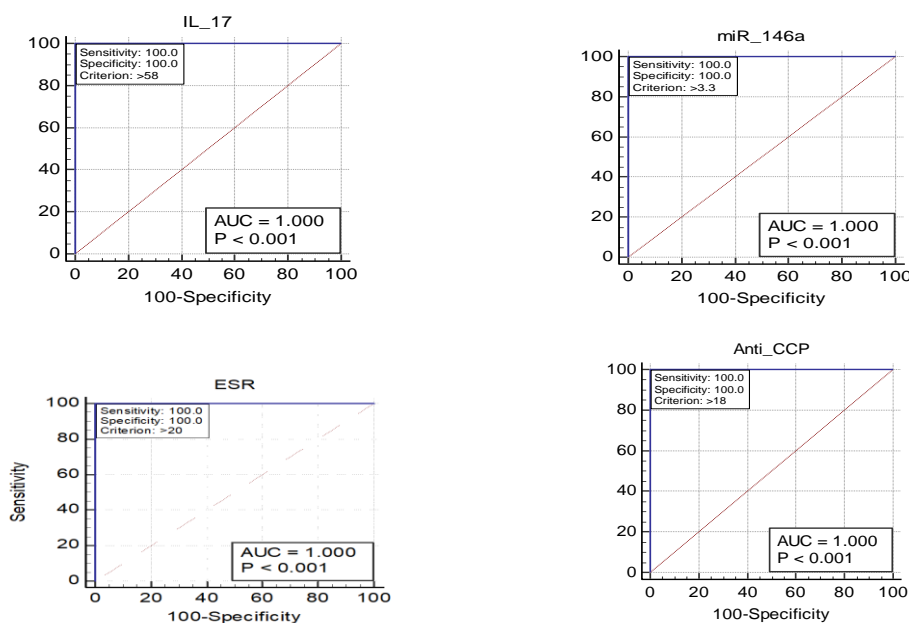 IL_17
100
80
60
40
20
0
Sensitivity: 100.0
Specificity: 100.0
Criterion: >58
AUC = 1.000
P < 0.001
0 20 40 60 80 100
100-Specificity
miR_146a
100
80
60
40
20
0
Sensitivity: 100.0
Specificity: 100.0
Criterion: >3.3
AUC = 1.000
P < 0.001
0 20 40 60 80 100
100-Specificity
ESR
Sensitivity
100
80
60
40
20
0
Sensitivity: 100.0
Specificity: 100.0
Criterion: >20
AUC = 1.000
P < 0.001
0 20 40 60 80 100
100-Specificity
Anti_CCP
100
80
60
40
20
0
Sensitivity: 100.0
Specificity: 100.0
Criterion: >18
AUC = 1.000
P < 0.001
0 20 40 60 80 100
100-Specificity